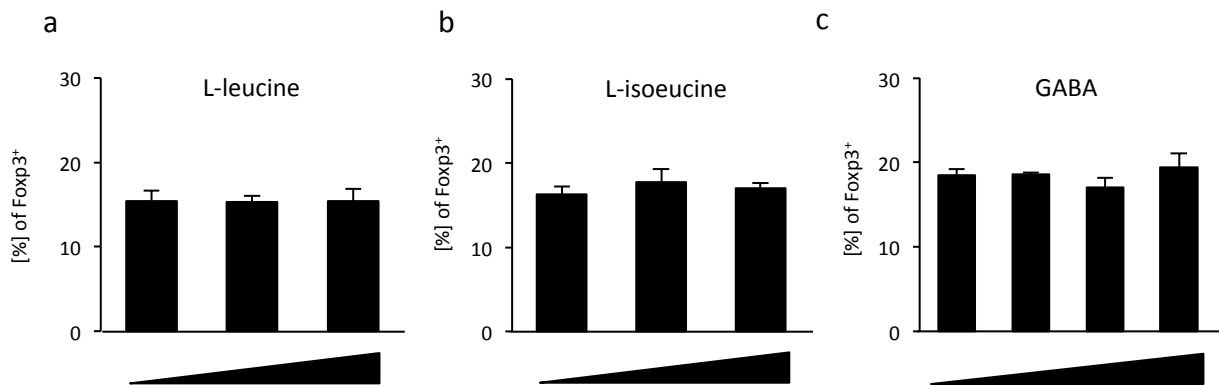 a
L-leucine
[%] of Foxp3⁺
30
20
10
0
b
L-isoeucine
[%] of Foxp3⁺
30
20
10
0
c
GABA
[%] of Foxp3⁺
30
20
10
0